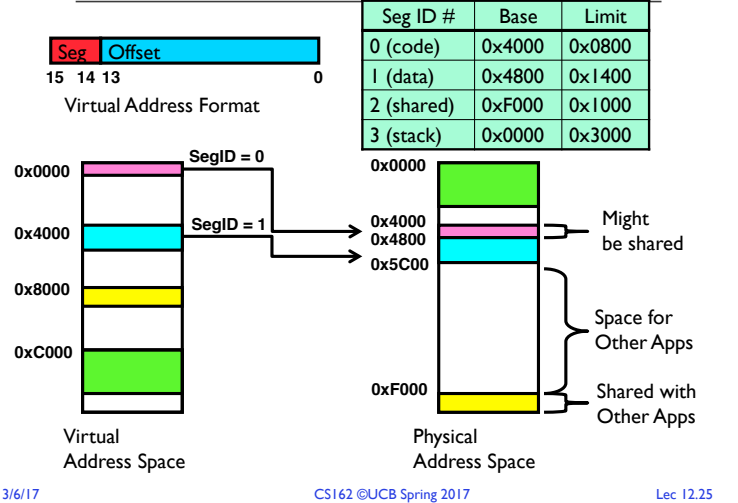 Seg ID # Base Limit
0 (code) 0x4000 0x0800
1 (data) 0x4800 0x1400
2 (shared) 0xF000 0x1000
3 (stack) 0x0000 0x3000
Seg Offset
15 14 13 0
Virtual Address Format
SegID = 0
SegID = 1
0x0000
0x4000
0x8000
0xC000
Virtual
Address Space
0x0000
0x4000
0x4800
0x5C00
0xF000
Physical
Address Space
Might
be shared
Space for
Other Apps
Shared with
Other Apps
3/6/17 CS162 ©UCB Spring 2017 Lec 12.25